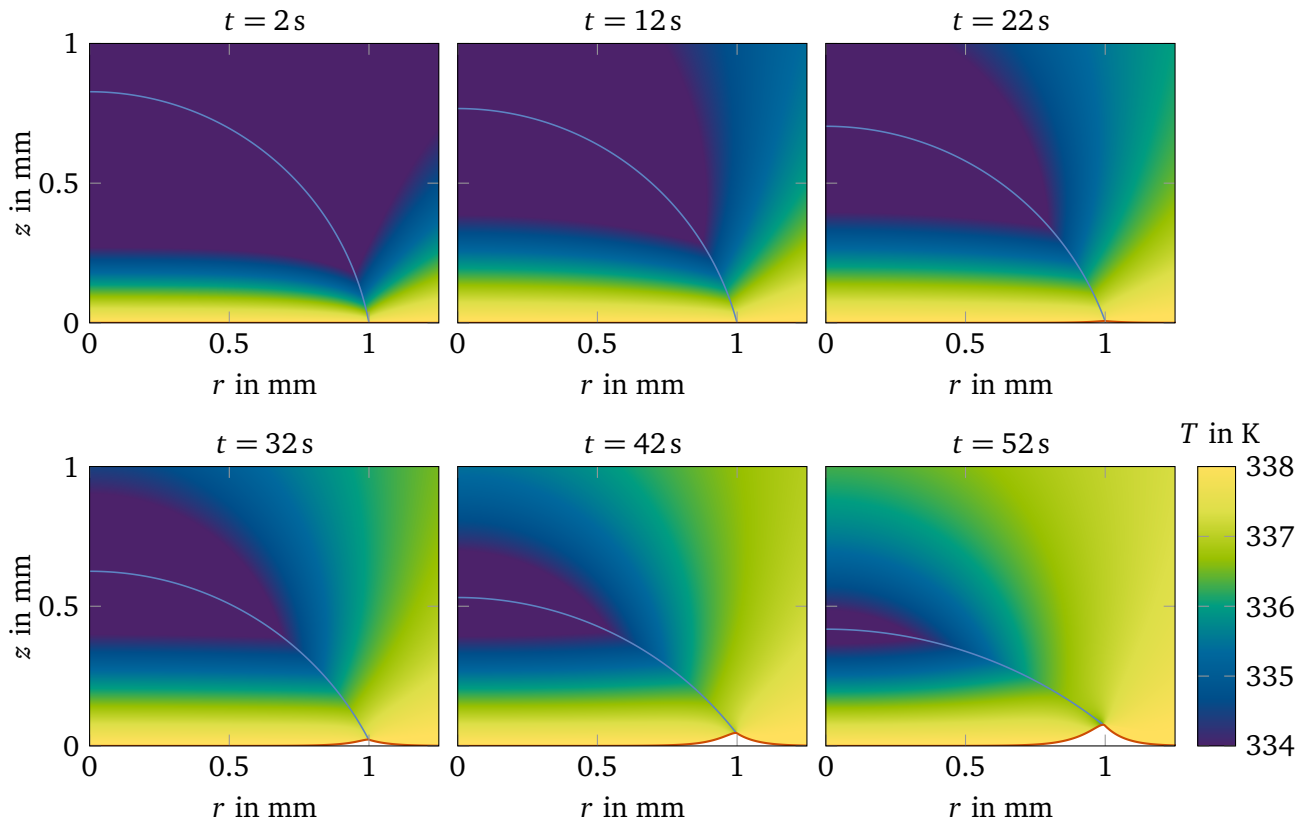 t = 2 s
t = 12 s
t = 22 s
z in mm
1
0.5
0
0 0.5 1
0 0.5 1
0 0.5 1
r in mm
r in mm
r in mm
t = 32 s
t = 42 s
t = 52 s
T in K
z in mm
1
0.5
0
0 0.5 1
0 0.5 1
0 0.5 1
r in mm
r in mm
r in mm
338
337
336
335
334